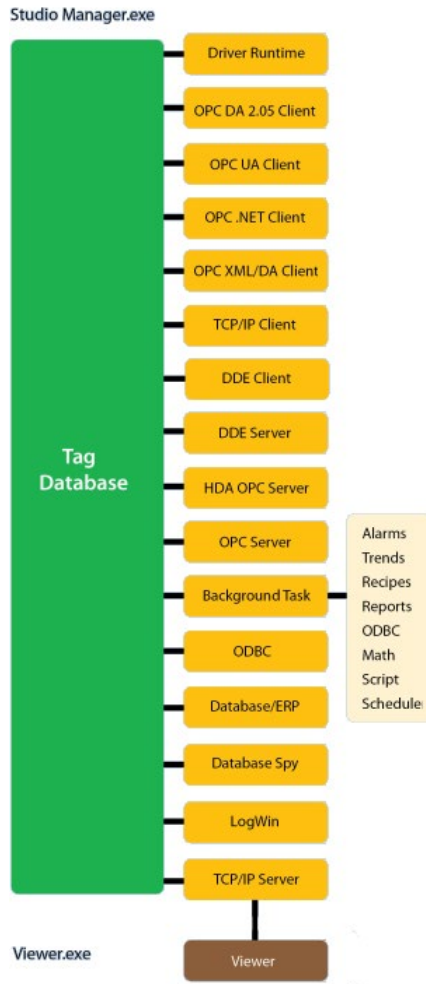 Studio Manager.exe
Driver Runtime
OPC DA 2.05 Client
OPC UA Client
OPC .NET Client
OPC XML/DA Client
TCP/IP Client
DDE Client
DDE Server
Tag
Database
HDA OPC Server
OPC Server
Background Task
Alarms
Trends
Recipes
Reports
ODBC
Math
Script
Scheduler
ODBC
Database/ERP
Database Spy
LogWin
TCP/IP Server
Viewer.exe
Viewer